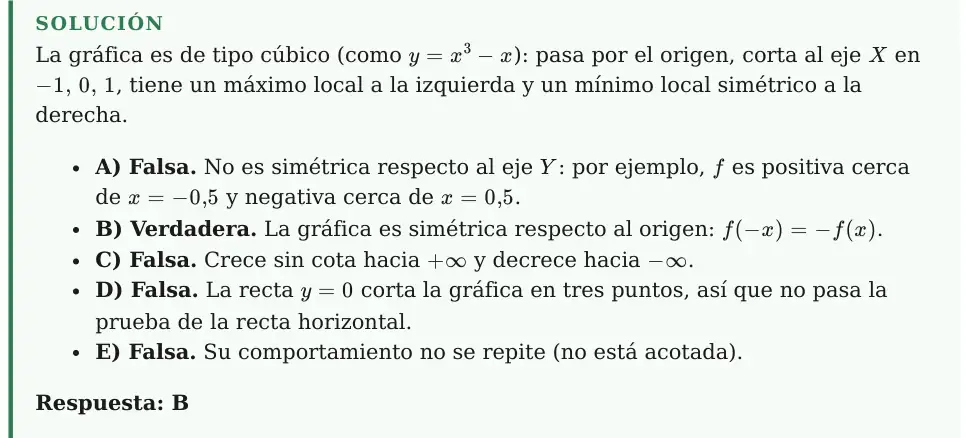 SOLUCIÓN
La gráfica es de tipo cúbico (como y = x³ − x): pasa por el origen, corta al eje X en
−1, 0, 1, tiene un máximo local a la izquierda y un mínimo local simétrico a la
derecha.
• A) Falsa. No es simétrica respecto al eje Y: por ejemplo, f es positiva cerca
de x = −0,5 y negativa cerca de x = 0,5.
• B) Verdadera. La gráfica es simétrica respecto al origen: f(−x) = −f(x).
• C) Falsa. Crece sin cota hacia +∞ y decrece hacia −∞.
• D) Falsa. La recta y = 0 corta la gráfica en tres puntos, así que no pasa la
prueba de la recta horizontal.
• E) Falsa. Su comportamiento no se repite (no está acotada).
Respuesta: B